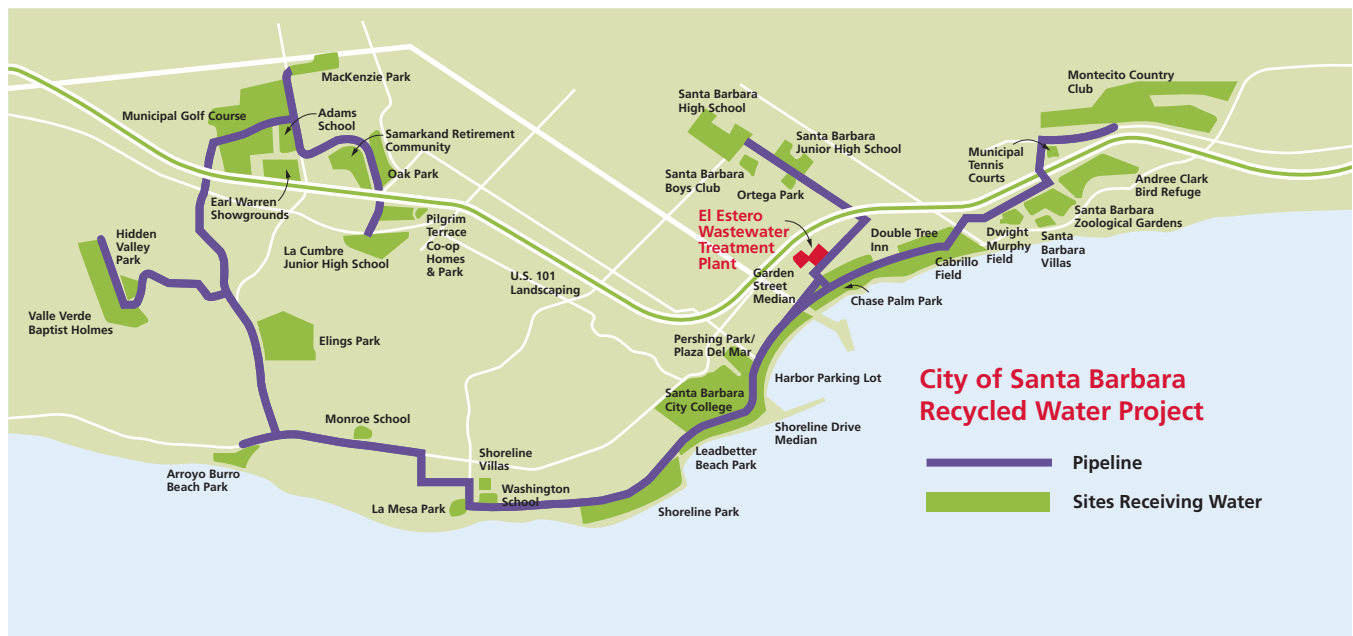 MacKenzie Park
Municipal Golf Course
Adams
School
Samarkand Retirement
Community
Oak Park
Earl Warren
Showgrounds
Hidden
Valley
Park
La Cumbre
Junior High School
Pilgrim
Terrace
Co-op
Homes
& Park
Valle Verde
Baptist Holmes
Elings Park
U.S. 101
Landscaping
Monroe School
Arroyo Burro
Beach Park
Shoreline
Villas
Washington
School
La Mesa Park
Shoreline Park
Leadbetter
Beach Park
Santa Barbara
City College
Pershing Park/
Plaza Del Mar
Harbor Parking Lot
Shoreline Drive
Median
Santa Barbara
High School
Santa Barbara
Junior High School
Santa Barbara
Boys Club
Ortega Park
El Estero
Wastewater
Treatment
Plant
Garden
Street
Median
Double Tree
Inn
Chase Palm Park
Cabrillo
Field
Dwight
Murphy
Field
Santa
Barbara
Villas
Santa Barbara
Zoological Gardens
Andree Clark
Bird Refuge
Municipal
Tennis
Courts
Montecito Country
Club
City of Santa Barbara
Recycled Water Project
Pipeline
Sites Receiving Water